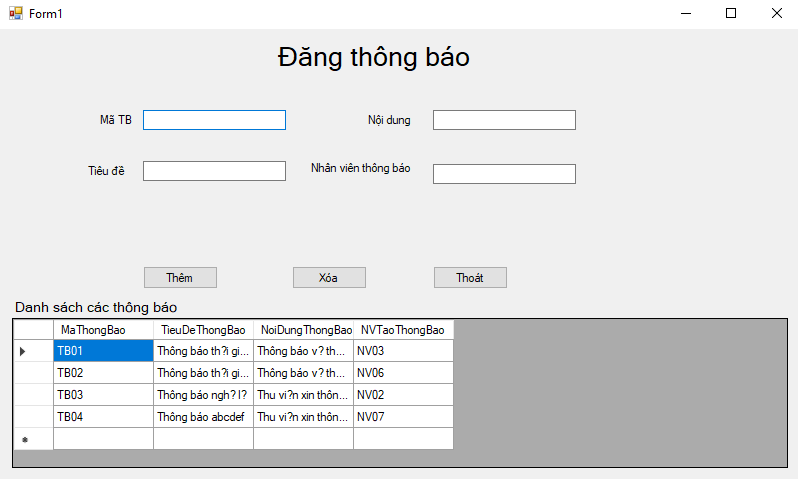 Form1
Đăng thông báo
Mã TB
Nội dung
Tiêu đề
Nhân viên thông báo
Thêm Xóa Thoát
Danh sách các thông báo
MaThongBao TieuDeThongBao NoiDungThongBao NVTaoThongBao
TB01 Thông báo th?i gi... Thông báo v? th... NV03
TB02 Thông báo th?i gi... Thông báo v? th... NV06
TB03 Thông báo ngh? l? Thu vi?n xin thôn... NV02
TB04 Thông báo abcdef Thu vi?n xin thôn... NV07